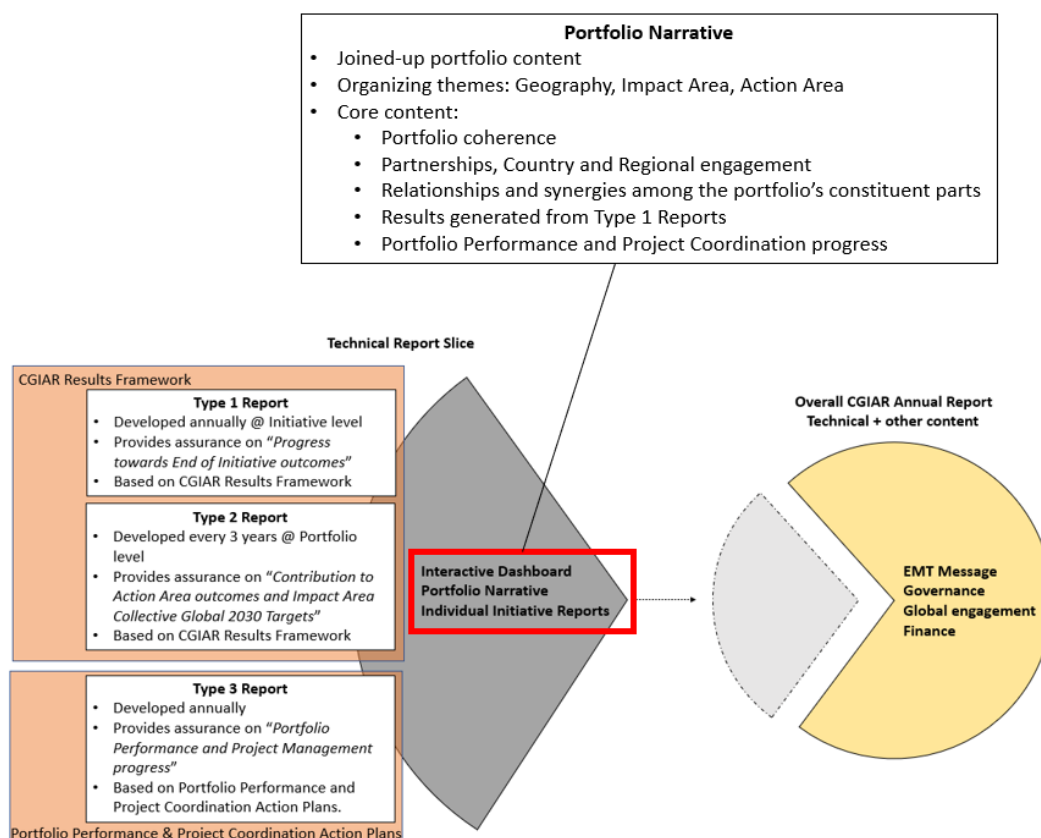 Portfolio Narrative
• Joined-up portfolio content
• Organizing themes: Geography, Impact Area, Action Area
• Core content:
• Portfolio coherence
• Partnerships, Country and Regional engagement
• Relationships and synergies among the portfolio's constituent parts
• Results generated from Type 1 Reports
• Portfolio Performance and Project Coordination progress
Technical Report Slice
CGIAR Results Framework
Type 1 Report
• Developed annually @ Initiative level
• Provides assurance on “Progress
towards End of Initiative outcomes”
• Based on CGIAR Results Framework
Type 2 Report
• Developed every 3 years @ Portfolio
level
• Provides assurance on “Contribution to
Action Area outcomes and Impact Area
Collective Global 2030 Targets”
• Based on CGIAR Results Framework
Type 3 Report
• Developed annually
• Provides assurance on “Portfolio
Performance and Project Management
progress”
• Based on Portfolio Performance and
Project Coordination Action Plans.
Portfolio Performance & Project Coordination Action Plans
Interactive Dashboard
Portfolio Narrative
Individual Initiative Reports
Overall CGIAR Annual Report
Technical + other content
EMT Message
Governance
Global engagement
Finance